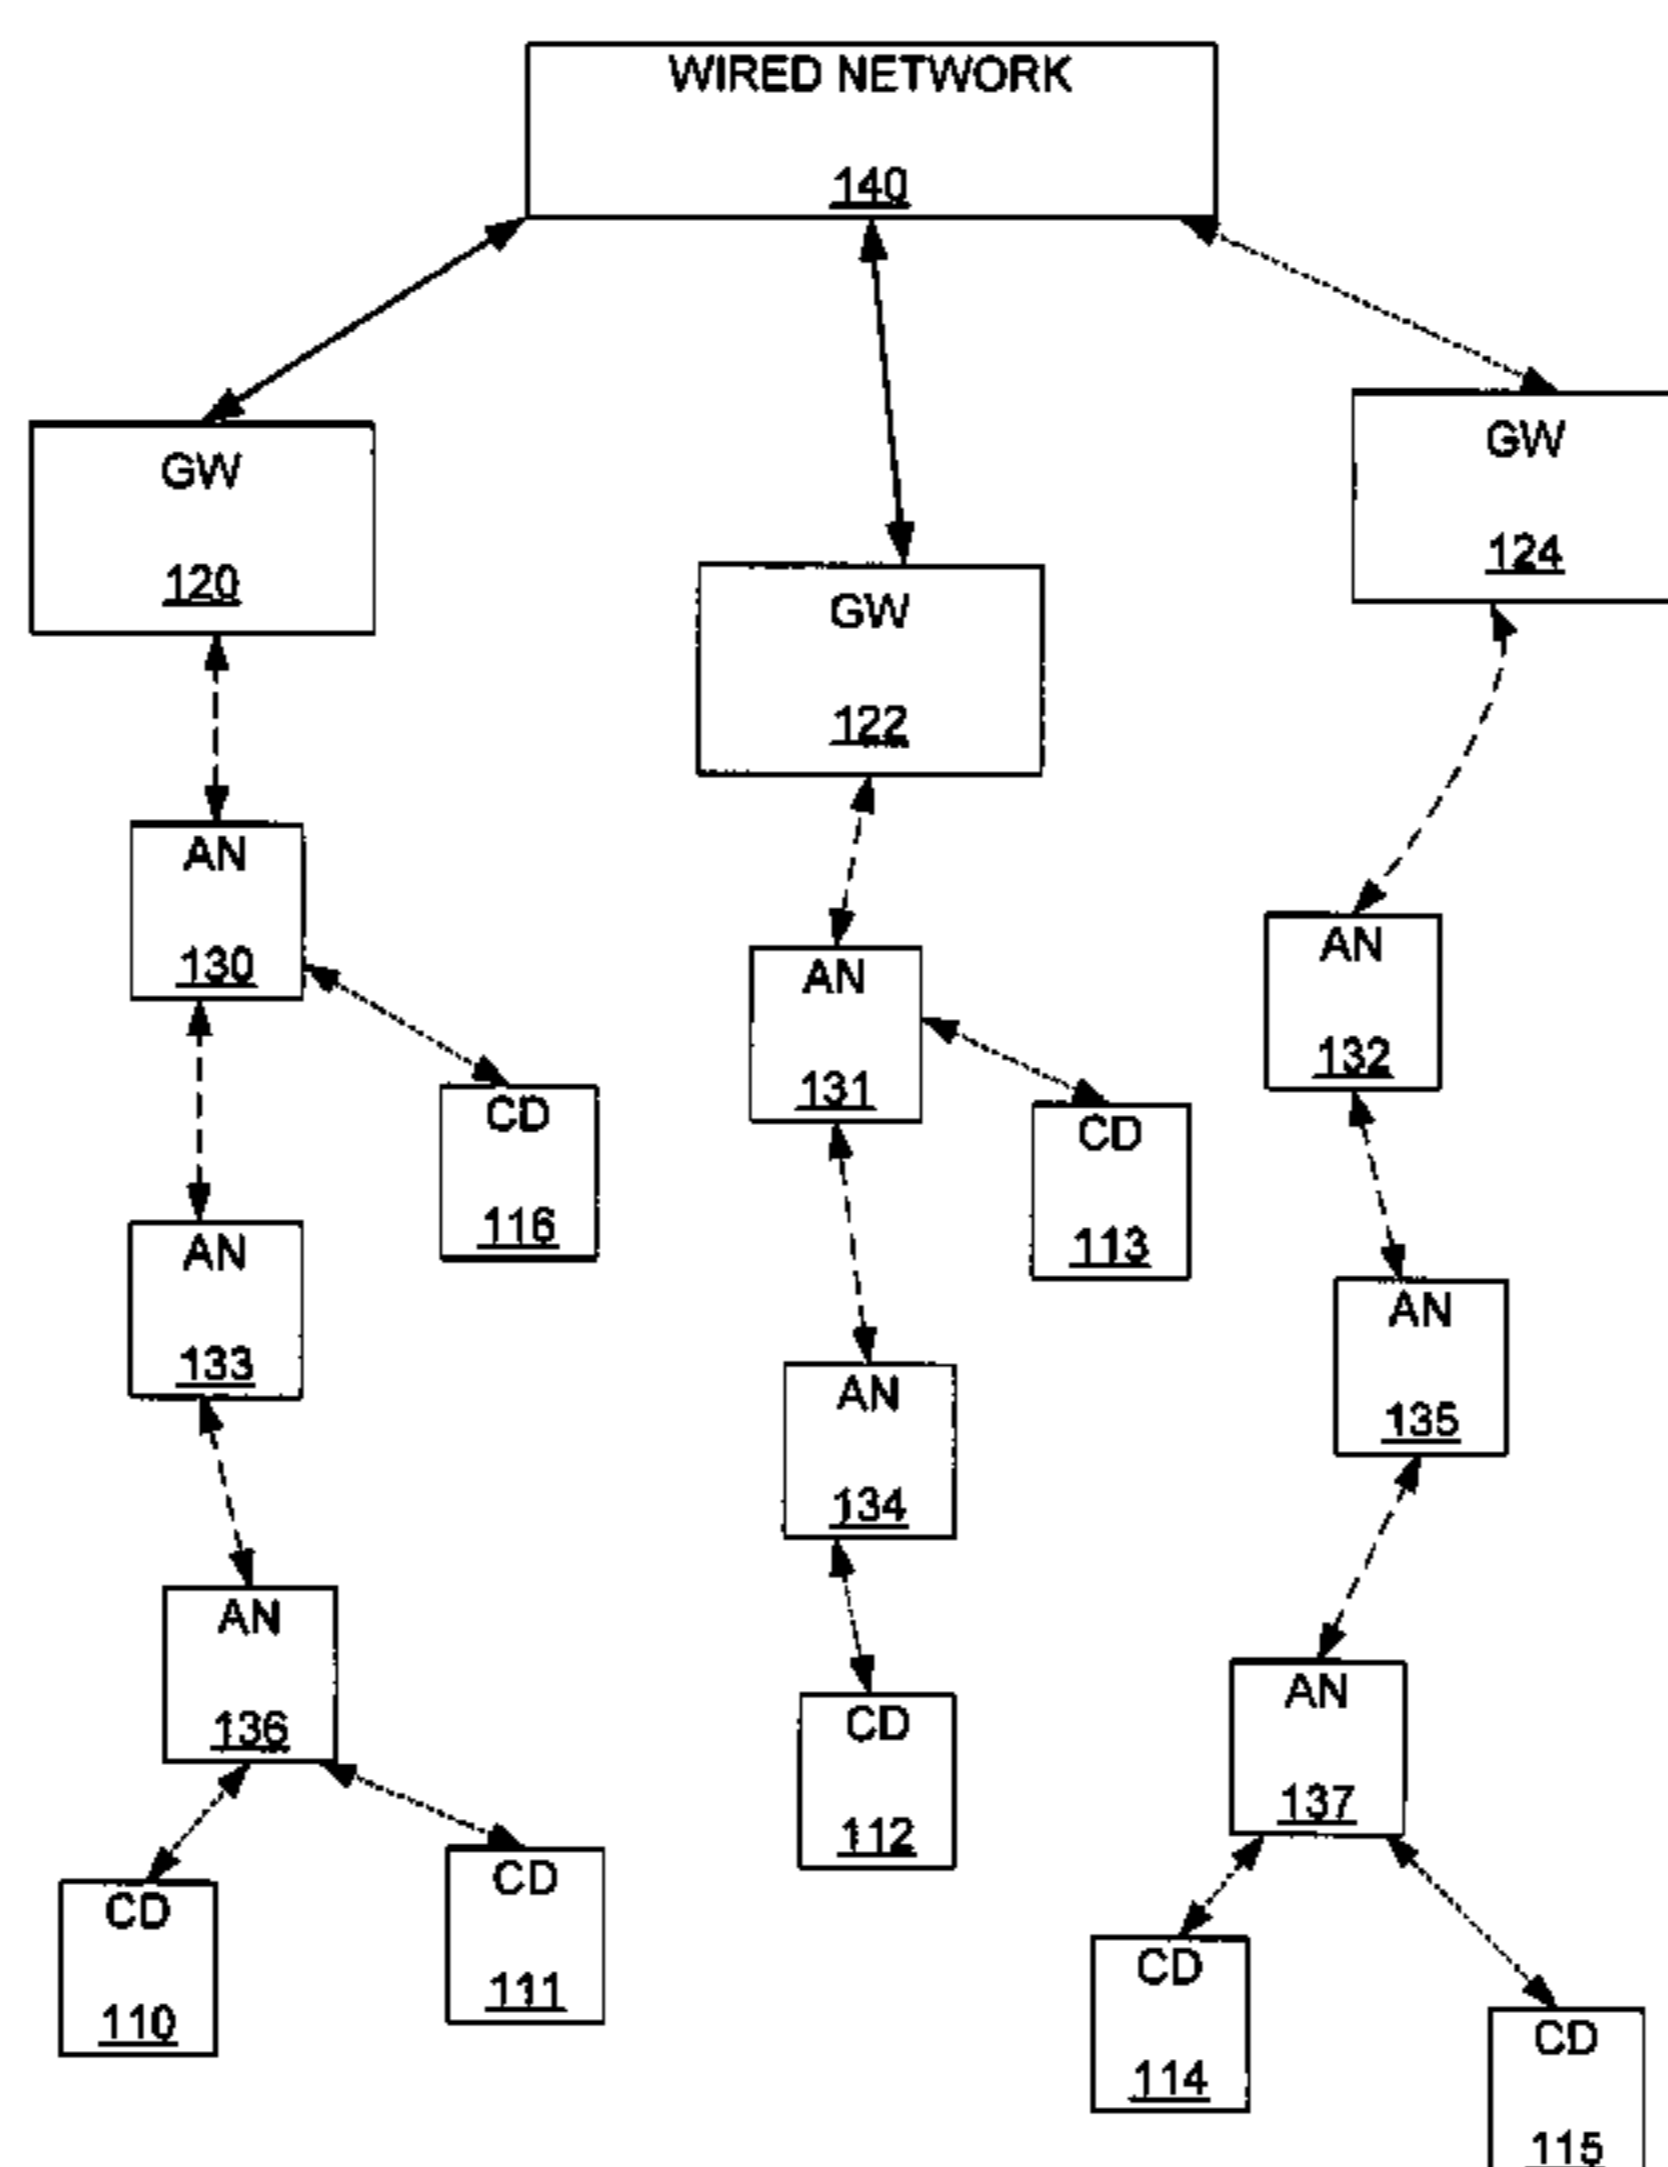 WIRED NETWORK
140
GW
120
GW
122
GW
124
AN
130
AN
131
AN
132
CD
116
CD
113
AN
133
AN
134
AN
135
AN
136
CD
112
AN
137
CD
110
CD
111
CD
114
CD
115